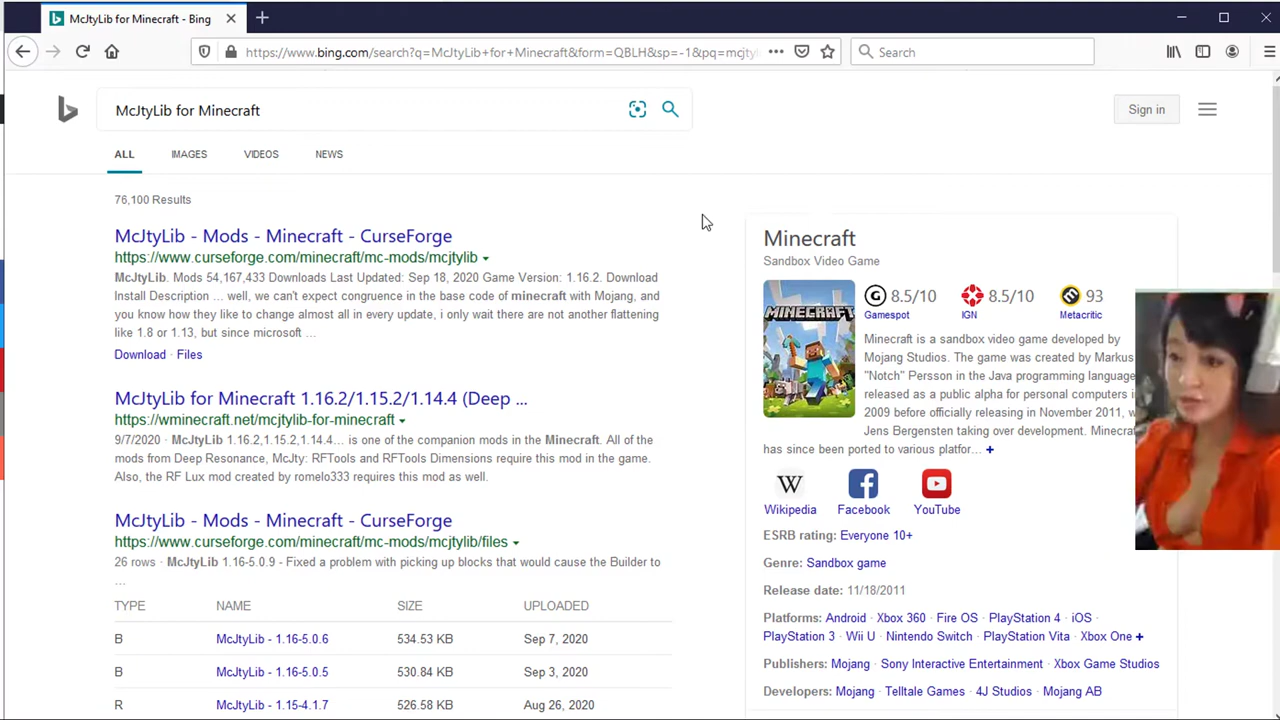 McJtyLib for Minecraft - Bing
https://www.bing.com/search?q=McJtyLib+for+Minecraft&form=QBLH&sp=-1&pq=mcjtyl
Search
McJtyLib for Minecraft
Sign in
ALL
IMAGES
VIDEOS
NEWS
76,100 Results
McJtyLib - Mods - Minecraft - CurseForge
https://www.curseforge.com/minecraft/mc-mods/mcjtylib
McJtyLib. Mods 54,167,433 Downloads Last Updated: Sep 18, 2020 Game Version: 1.16.2. Download
Install Description ... well, we can't expect congruence in the base code of minecraft with Mojang, and
you know how they like to change almost all in every update, i only wait there are not another flattening
like 1.8 or 1.13, but since microsoft ...
Download · Files
McJtyLib for Minecraft 1.16.2/1.15.2/1.14.4 (Deep ...
https://wminecraft.net/mcjtylib-for-minecraft
9/7/2020 · McJtyLib 1.16.2,1.15.2,1.14.4... is one of the companion mods in the Minecraft. All of the
mods from Deep Resonance, McJty: RFTools and RFTools Dimensions require this mod in the game.
Also, the RF Lux mod created by romelo333 requires this mod as well.
McJtyLib - Mods - Minecraft - CurseForge
https://www.curseforge.com/minecraft/mc-mods/mcjtylib/files
26 rows · McJtyLib 1.16-5.0.9 - Fixed a problem with picking up blocks that would cause the Builder to
...
TYPE NAME SIZE UPLOADED
B McJtyLib - 1.16-5.0.6 534.53 KB Sep 7, 2020
B McJtyLib - 1.16-5.0.5 530.84 KB Sep 3, 2020
R McJtyLib - 1.15-4.1.7 526.58 KB Aug 26, 2020
Minecraft
Sandbox Video Game
MINECRAFT
8.5/10
Gamespot
8.5/10
IGN
93
Metacritic
Minecraft is a sandbox video game developed by
Mojang Studios. The game was created by Markus
"Notch" Persson in the Java programming language
released as a public alpha for personal computers i
2009 before officially releasing in November 2011, w
Jens Bergensten taking over development. Minecraf
has since been ported to various platfor... +
W
Wikipedia
Facebook
YouTube
ESRB rating: Everyone 10+
Genre: Sandbox game
Release date: 11/18/2011
Platforms: Android · Xbox 360 · Fire OS · PlayStation 4 · iOS ·
PlayStation 3 · Wii U · Nintendo Switch · PlayStation Vita · Xbox One +
Publishers: Mojang · Sony Interactive Entertainment · Xbox Game Studios
Developers: Mojang · Telltale Games · 4J Studios · Mojang AB